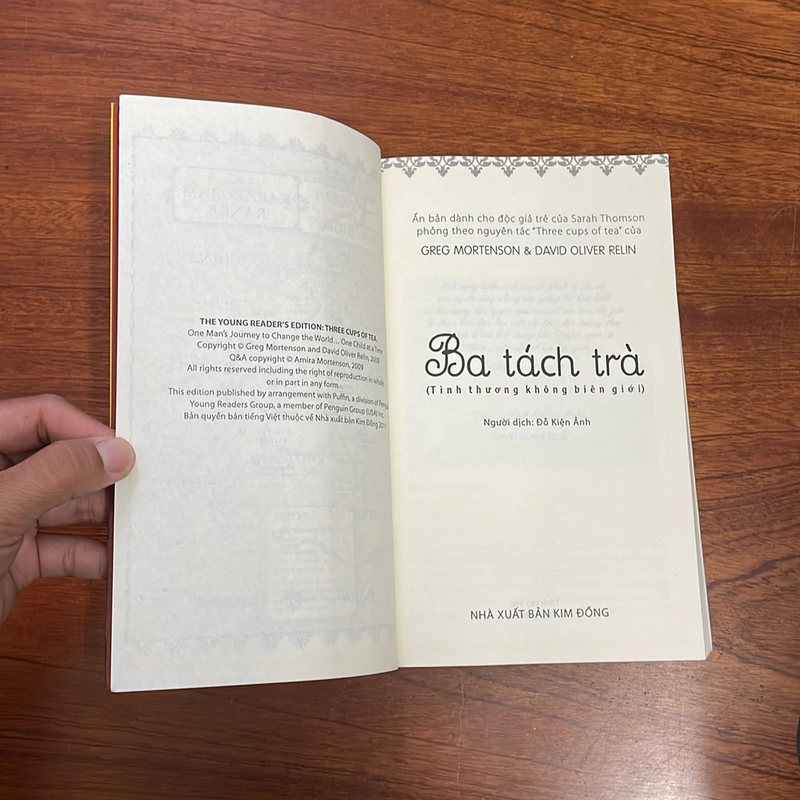 THE YOUNG READER'S EDITION: THREE CUPS OF TEA,
One Man's Journey to Change the World... One Child at a Time
Copyright © Greg Mortenson and David Oliver Relin, 2009
Q&A copyright © Amira Mortenson, 2009
All rights reserved including the right of reproduction in whole
or in part in any form.
This edition published by arrangement with Puffin, a division of Penguin
Young Readers Group, a member of Penguin Group (USA) Inc.
Bản quyền bản tiếng Việt thuộc về Nhà xuất bản Kim Đồng
Ấn bản dành cho độc giả trẻ của Sarah Thomson
phỏng theo nguyên tác "Three cups of tea" của
GREG MORTENSON & DAVID OLIVER RELIN
Ba tách trà
(Tình thương không biên giới)
Người dịch: Đỗ Kiện Ảnh
NHÀ XUẤT BẢN KIM ĐỒNG